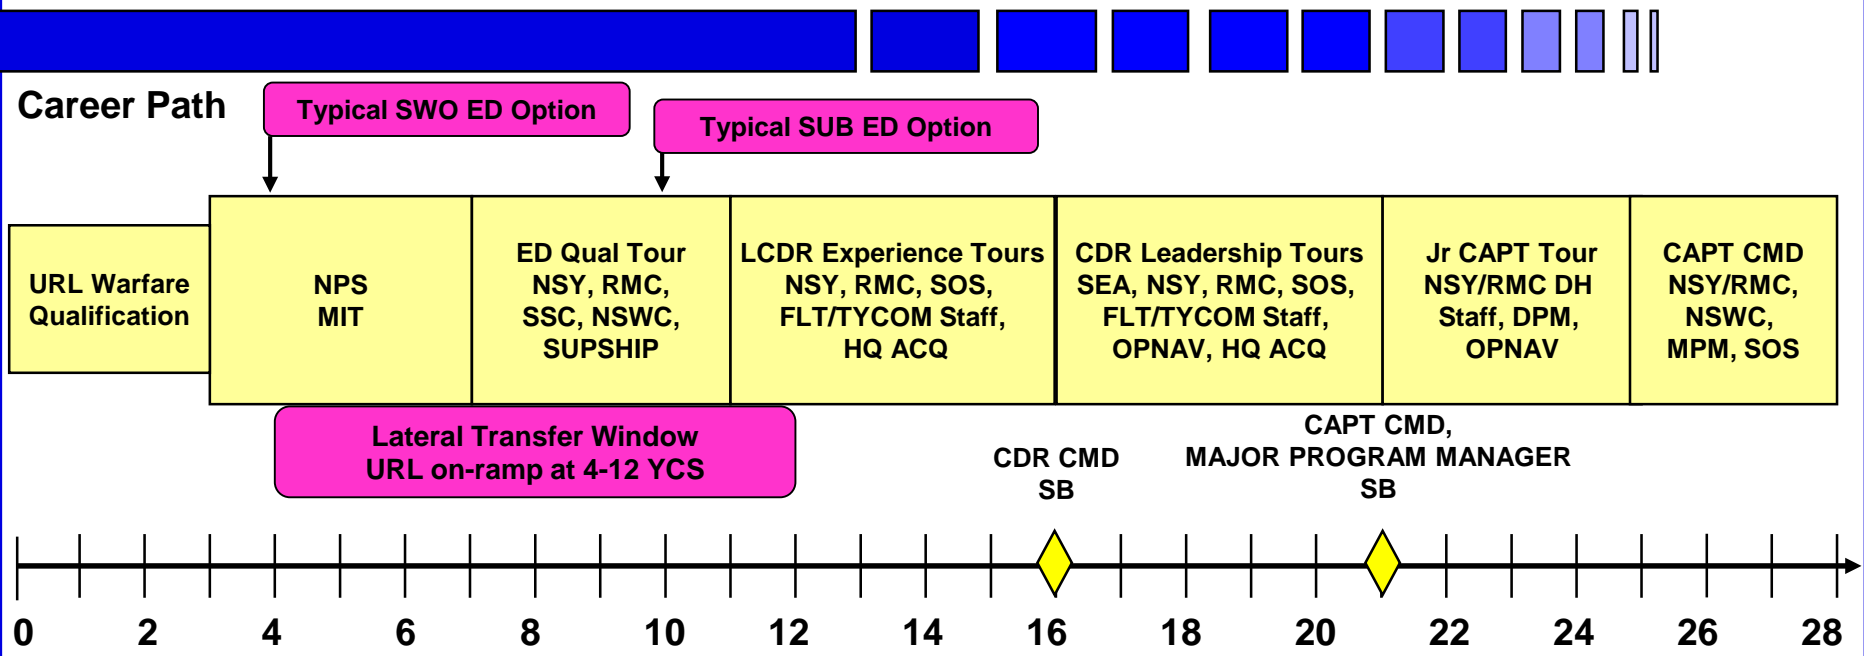 Career Path
Typical SWO ED Option
Typical SUB ED Option
URL Warfare
Qualification
NPS
MIT
ED Qual Tour
NSY, RMC,
SSC, NSWC,
SUPSHIP
LCDR Experience Tours
NSY, RMC, SOS,
FLT/TYCOM Staff,
HQ ACQ
CDR Leadership Tours
SEA, NSY, RMC, SOS,
FLT/TYCOM Staff,
OPNAV, HQ ACQ
Jr CAPT Tour
NSY/RMC DH
Staff, DPM,
OPNAV
CAPT CMD
NSY/RMC,
NSWC,
MPM, SOS
Lateral Transfer Window
URL on-ramp at 4-12 YCS
CDR CMD
SB
CAPT CMD,
MAJOR PROGRAM MANAGER
SB
0 2 4 6 8 10 12 14 16 18 20 22 24 26 28